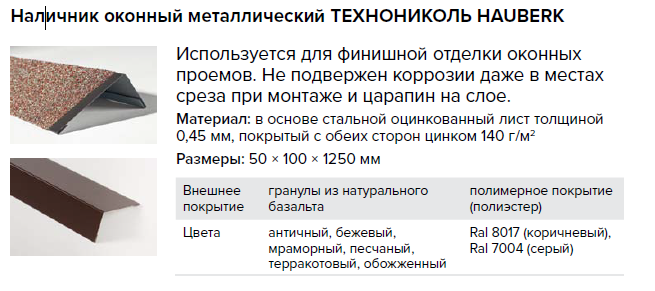 Наличник оконный металлический ТЕХНОНИКОЛЬ HAUBERK
Используется для финишной отделки оконных
проемов. Не подвержен коррозии даже в местах
среза при монтаже и царапин на слое.
Материал: в основе стальной оцинкованный лист толщиной
0,45 мм, покрытый с обеих сторон цинком 140 г/м²
Размеры: 50 × 100 × 1250 мм
Внешнее покрытие
гранулы из натурального
базальта
полимерное покрытие
(полиэстер)
Цвета
античный, бежевый,
мраморный, песчаный,
терракотовый, обожженный
Ral 8017 (коричневый),
Ral 7004 (серый)